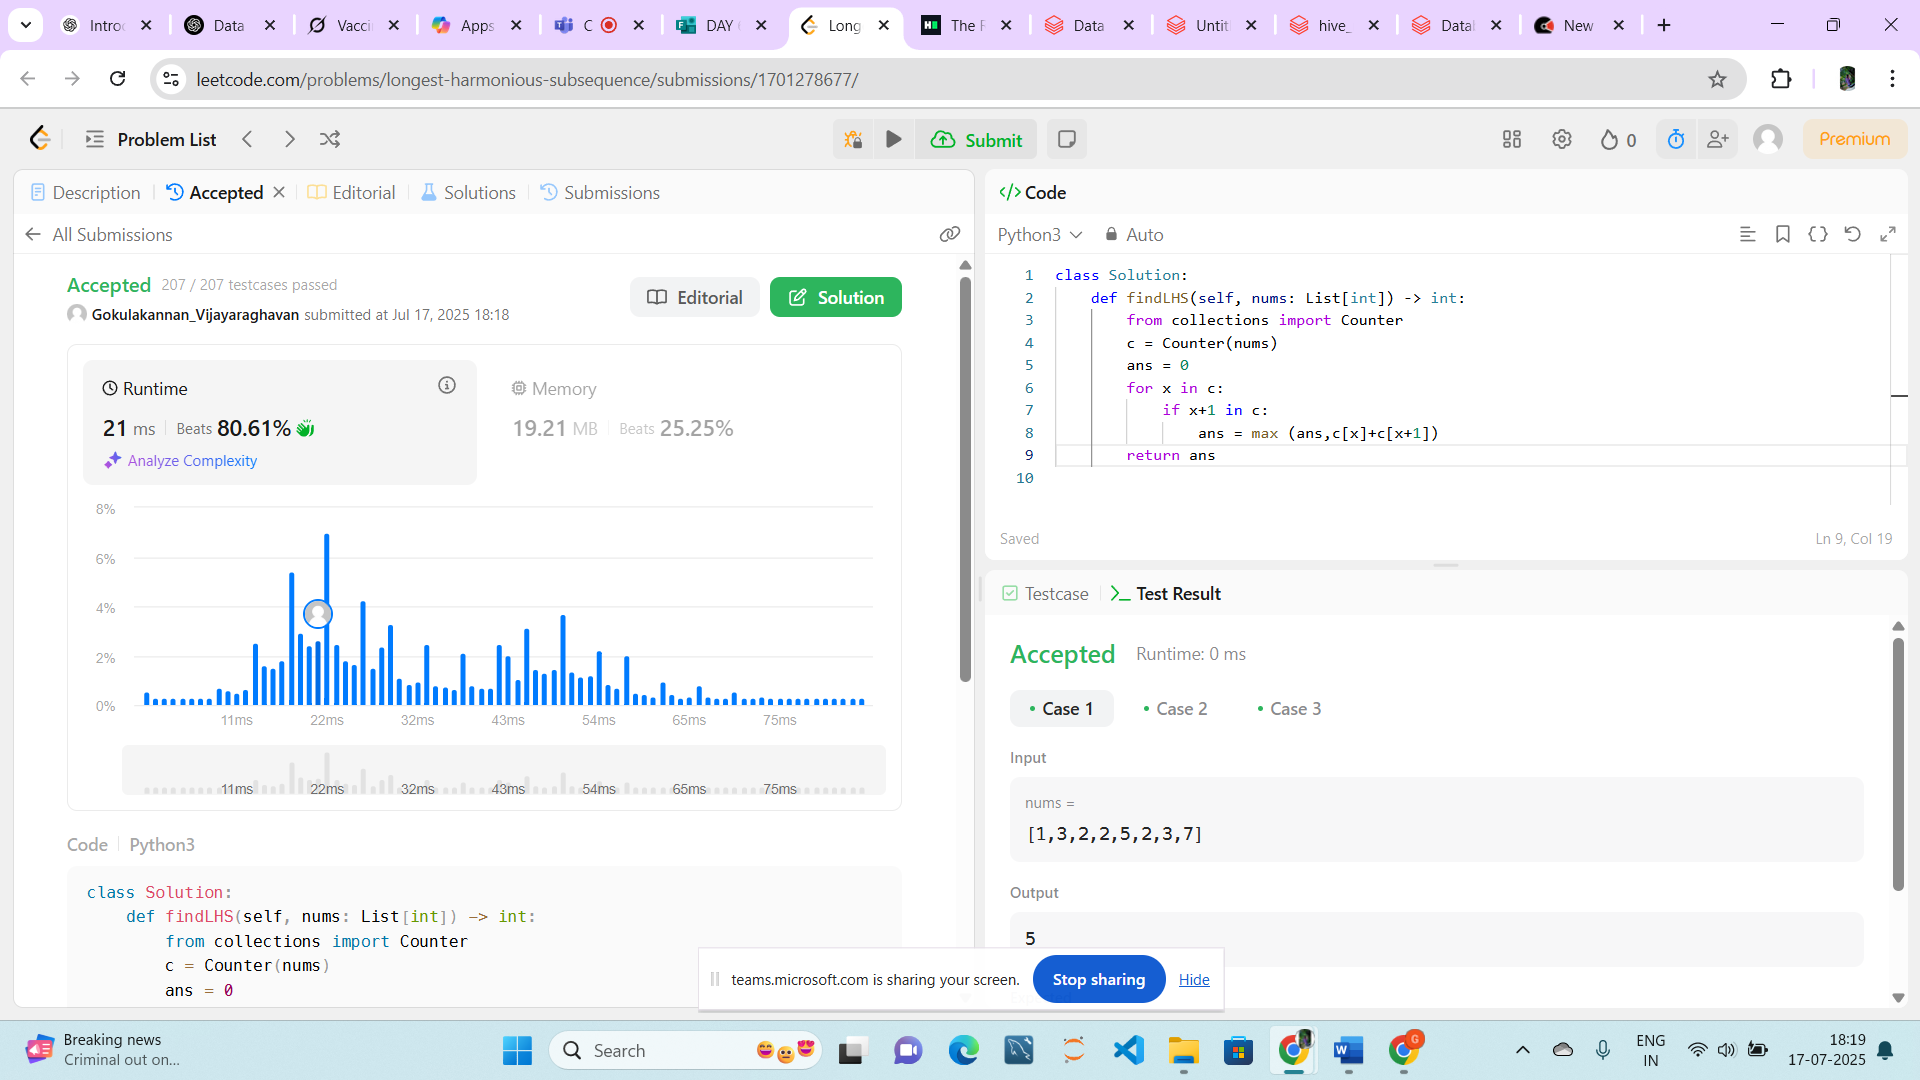 Intro
Data
Vaccin
Apps
C
DAY
Long
The F
Data
Untit
hive_
Datal
New
leetcode.com/problems/longest-harmonious-subsequence/submissions/1701278677/
Problem List
Submit
0
Premium
Description
Accepted
Editorial
Solutions
Submissions
All Submissions
Accepted 207 / 207 testcases passed
Gokulakannan_Vijayaraghavan submitted at Jul 17, 2025 18:18
Editorial
Solution
Runtime
21 ms Beats 80.61%
Analyze Complexity
Memory
19.21 MB Beats 25.25%
8%
6%
4%
2%
0%
11ms 22ms 32ms 43ms 54ms 65ms 75ms
11ms 22ms 32ms 43ms 54ms 65ms 75ms
Code Python3
class Solution:
def findLHS(self, nums: List[int]) -> int:
from collections import Counter
c = Counter(nums)
ans = 0
</> Code
Python3 Auto
1 class Solution:
2 def findLHS(self, nums: List[int]) -> int:
3 from collections import Counter
4 c = Counter(nums)
5 ans = 0
6 for x in c:
7 if x+1 in c:
8 ans = max (ans,c[x]+c[x+1])
9 return ans
10
Saved
Ln 9, Col 19
Testcase
Test Result
Accepted Runtime: 0 ms
Case 1
Case 2
Case 3
Input
nums =
[1,3,2,2,5,2,3,7]
Output
5
teams.microsoft.com is sharing your screen.
Stop sharing
Hide
Breaking news
Criminal out on...
Search
G
ENG
IN
18:19
17-07-2025